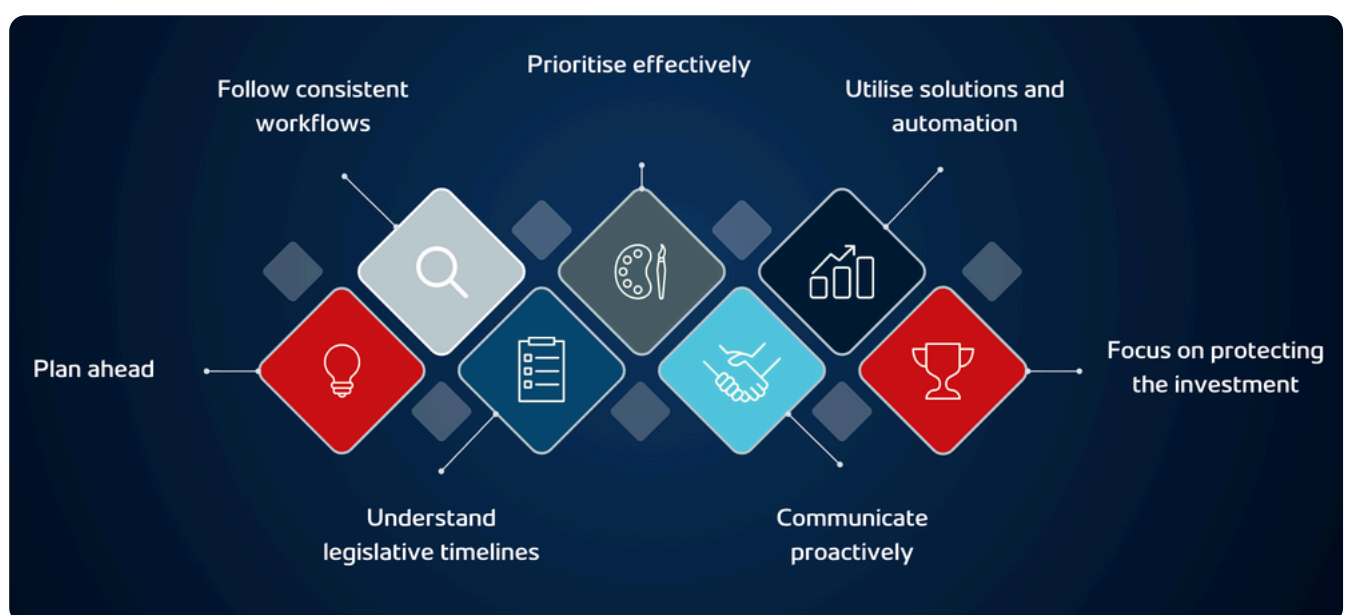 Prioritise effectively
Follow consistent
workflows
Utilise solutions and
automation
Plan ahead
Focus on protecting
the investment
Understand
legislative timelines
Communicate
proactively